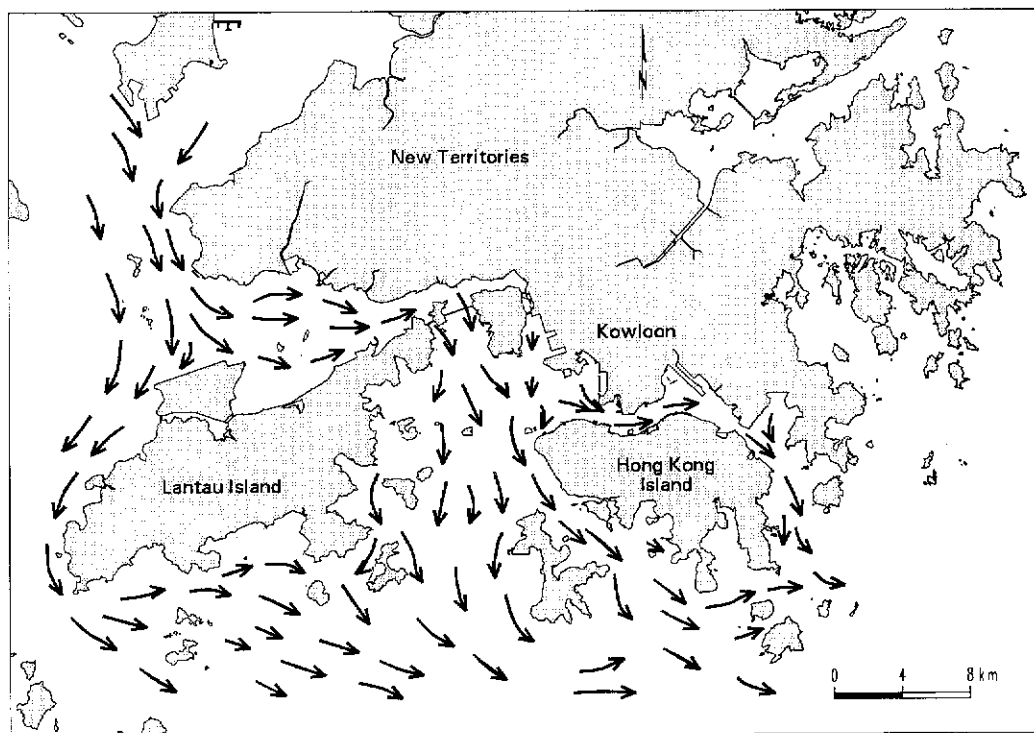 New Territories
Kowloon
Hong Kong
Island
Lantau Island
0 4 8 km